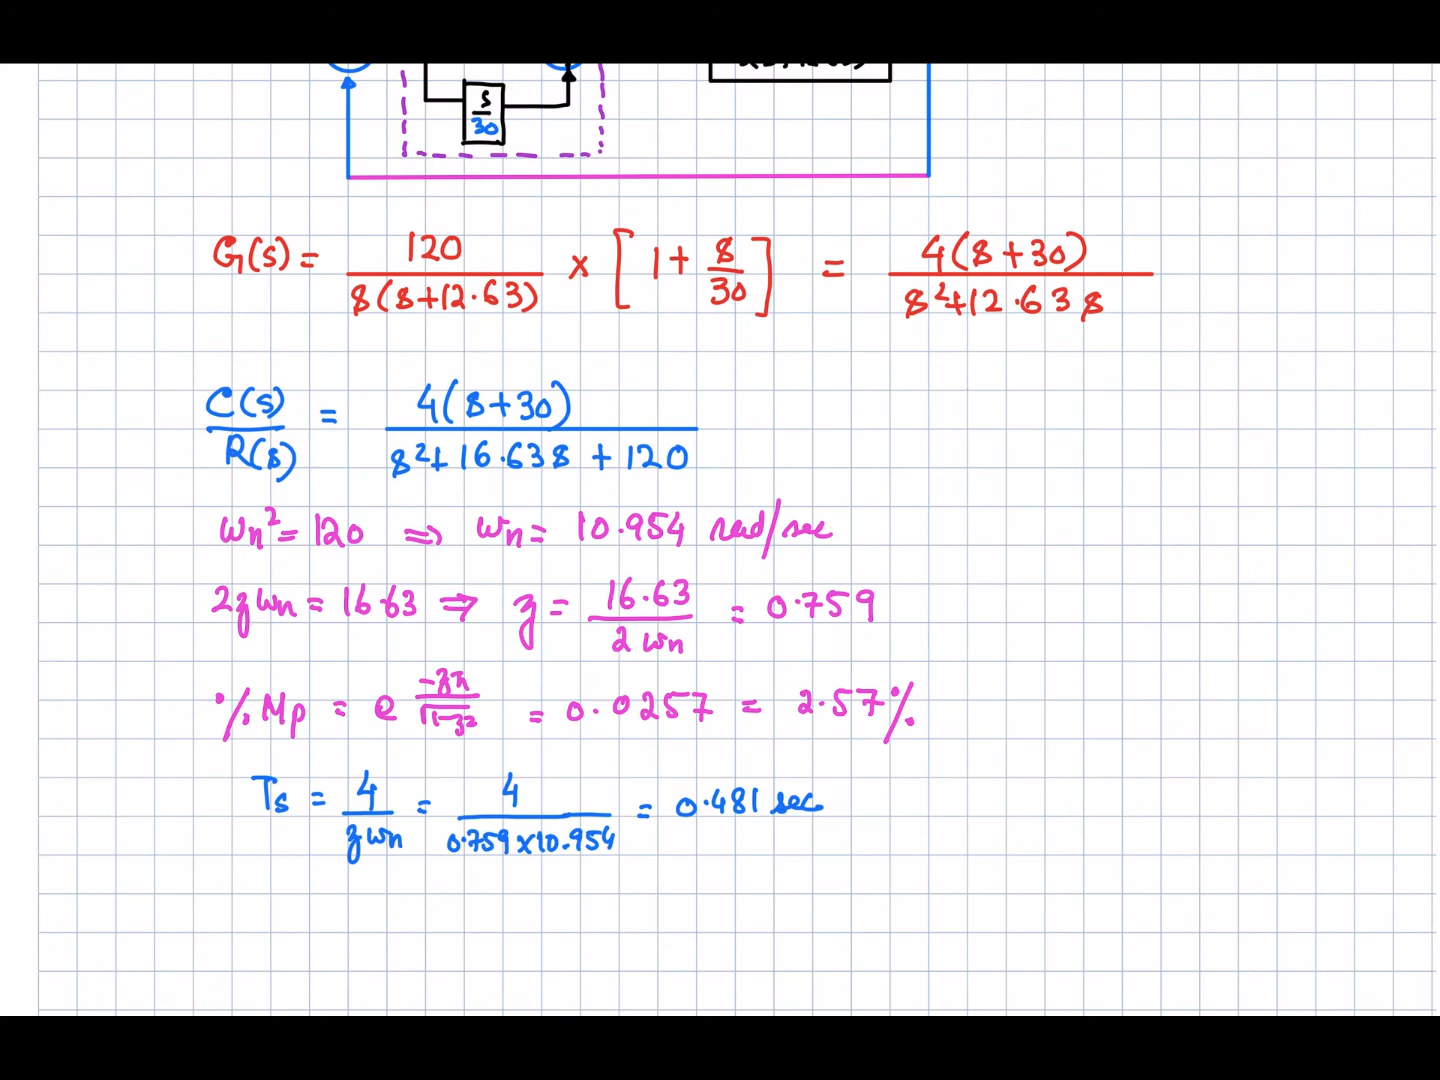 s/30
G(s) = 120/s(s+12.63) × [1 + s/30] = 4(s+30)/s²+12.63s
C(s)/R(s) = 4(s+30)/s²+16.63s + 120
ωn² = 120 ⇒ ωn = 10.954 rad/sec
2ζωn = 16.63 ⇒ ζ = 16.63/2ωn = 0.759
% Mp = e^(-ζπ/√1-ζ²) = 0.0257 = 2.57%
Ts = 4/ζωn = 4/0.759×10.954 = 0.481 sec